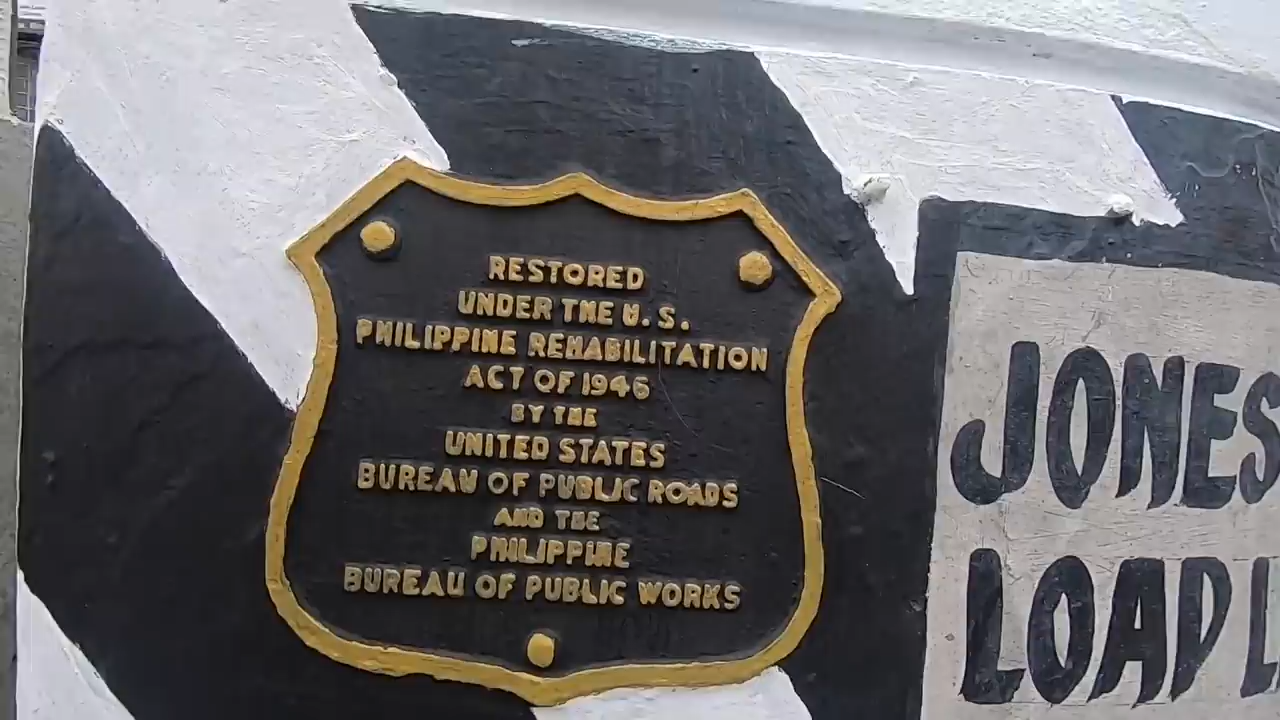 RESTORED
UNDER THE U.S.
PHILIPPINE REHABILITATION
ACT OF 1946
BY THE
UNITED STATES
BUREAU OF PUBLIC ROADS
AND THE
PHILIPPINE
BUREAU OF PUBLIC WORKS
JONES
LOAD